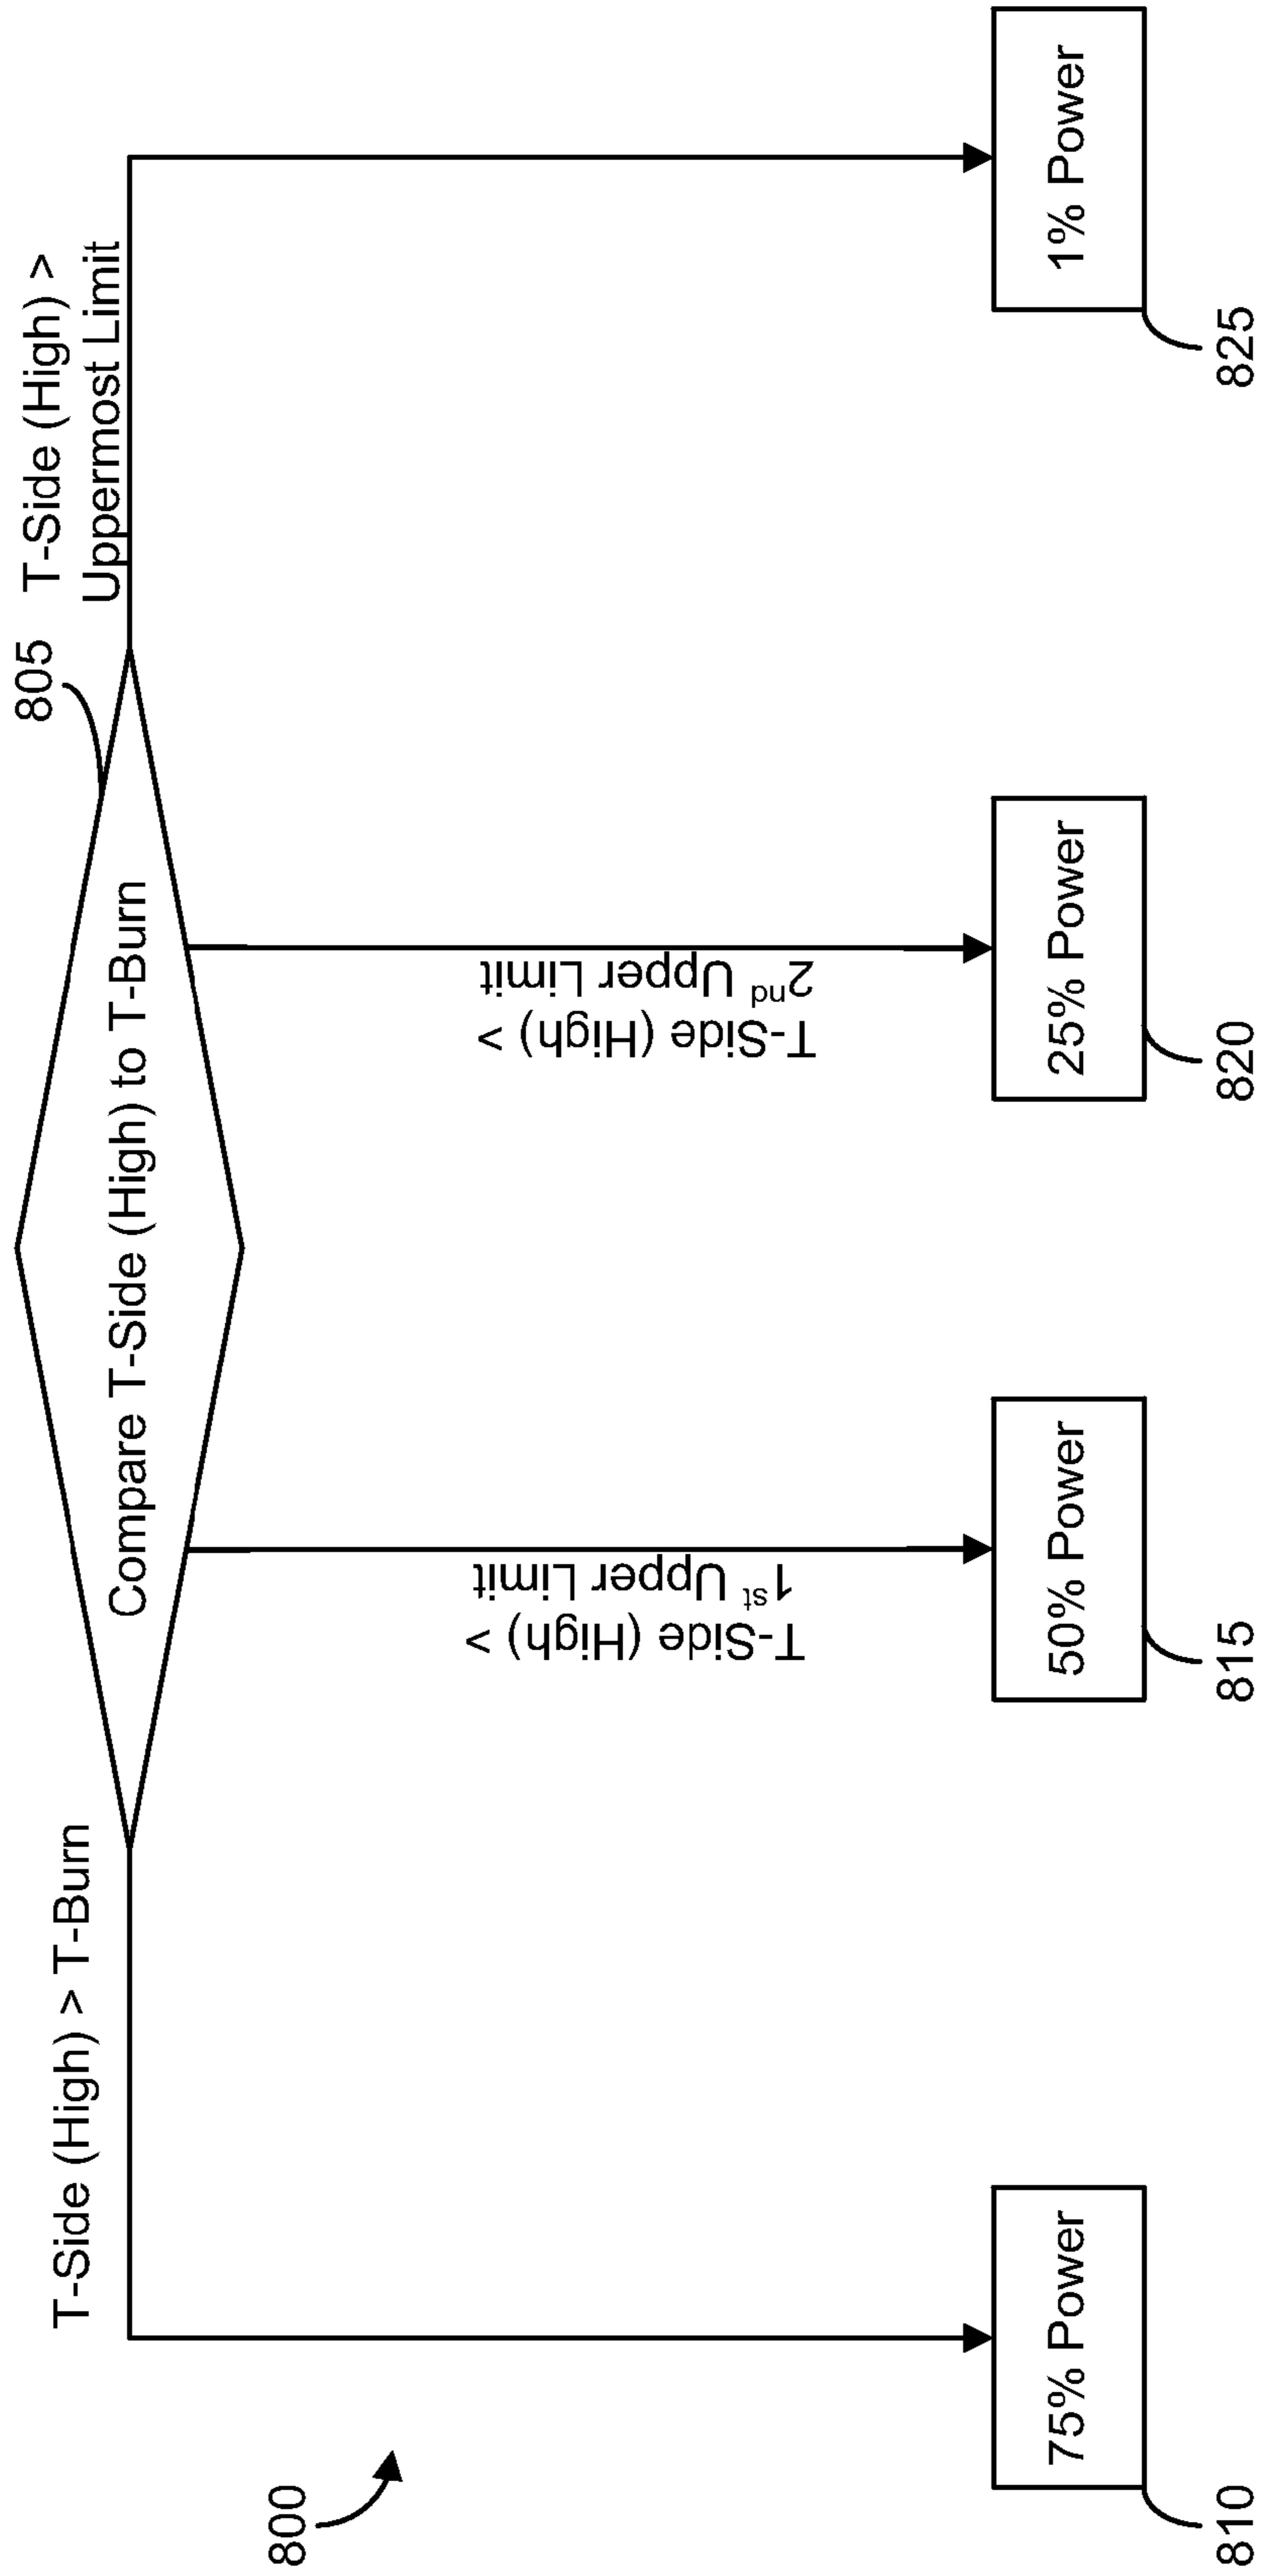 800
T-Side (High) > T-Burn
805
T-Side (High) >
Uppermost Limit
Compare T-Side (High) to T-Burn
T-Side (High) >
1st Upper Limit
T-Side (High) >
2nd Upper Limit
75% Power
50% Power
25% Power
1% Power
810
815
820
825